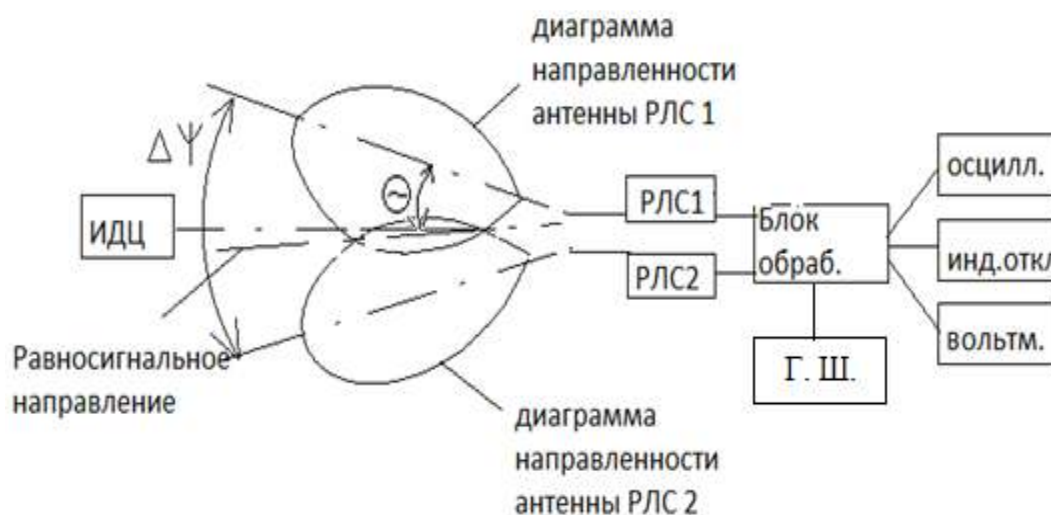 диаграмма
направленности
антенны РЛС 1
ΔΨ
Θ
ИДЦ
РЛС1
РЛС2
Блок
обраб.
осцилл.
инд.откл
вольтм.
Г. Ш.
Равносигнальное
направление
диаграмма
направленности
антенны РЛС 2